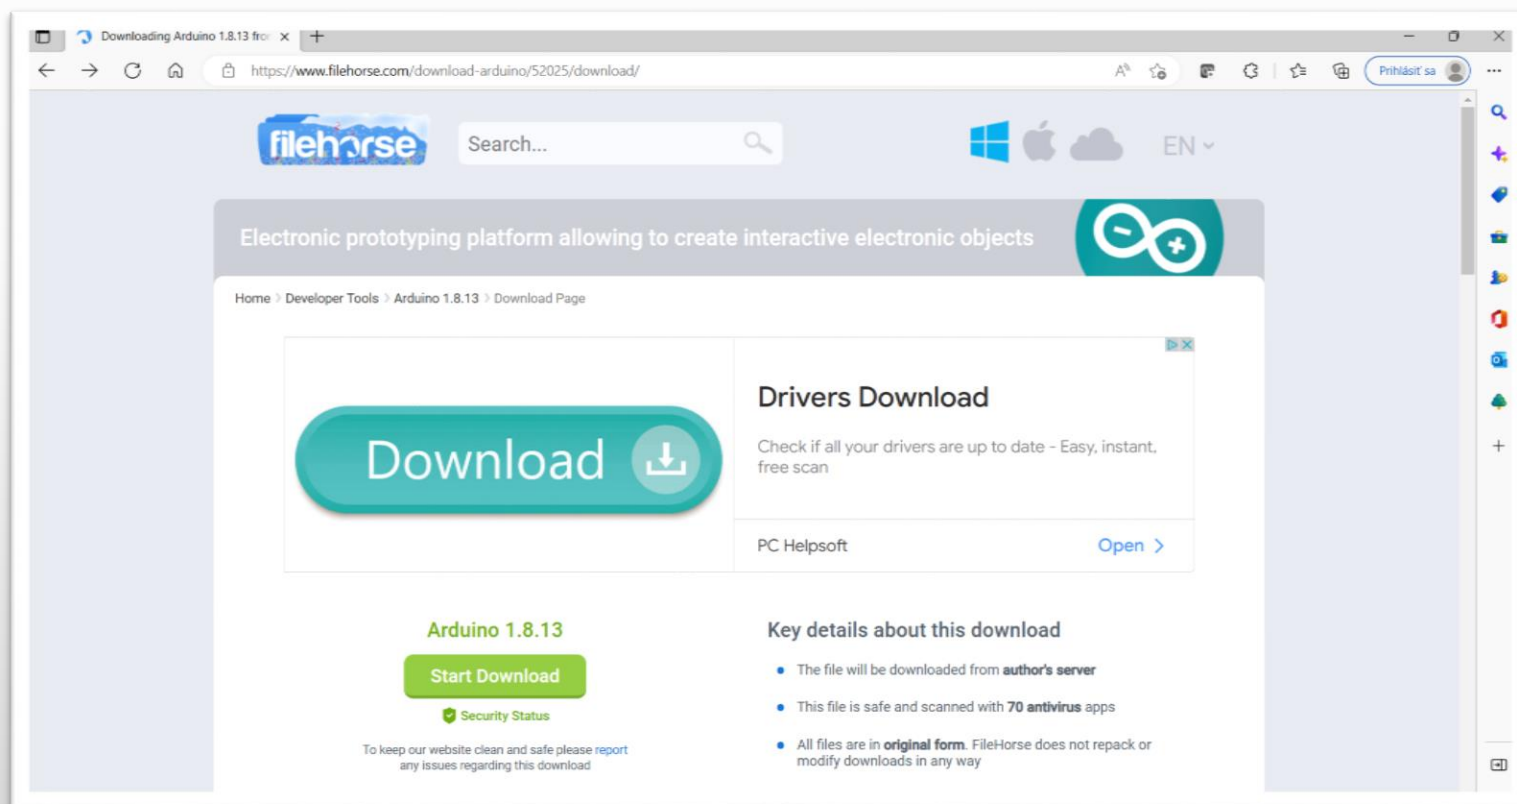 Downloading Arduino 1.8.13 fro
https://www.filehorse.com/download-arduino/52025/download/
Prihlásiť sa
filehorse
Search...
EN
Electronic prototyping platform allowing to create interactive electronic objects
Home > Developer Tools > Arduino 1.8.13 > Download Page
Download
Drivers Download
Check if all your drivers are up to date - Easy, instant,
free scan
PC Helpsoft
Open >
Arduino 1.8.13
Start Download
Security Status
To keep our website clean and safe please report
any issues regarding this download
Key details about this download
The file will be downloaded from author's server
This file is safe and scanned with 70 antivirus apps
All files are in original form. FileHorse does not repack or
modify downloads in any way